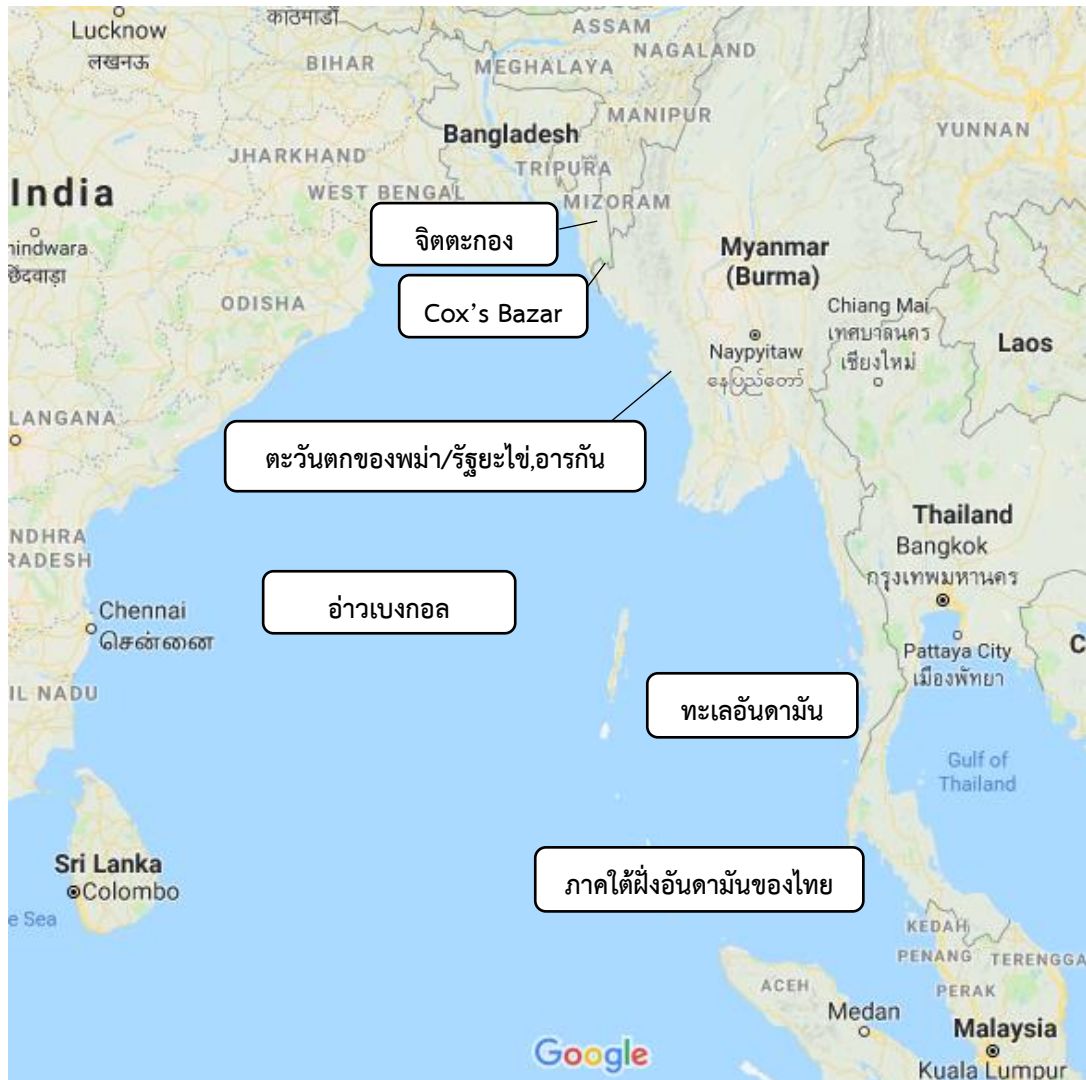 काठमाडौं
Lucknow
लखनऊ
ASSAM
NAGALAND
BIHAR
MEGHALAYA
MANIPUR
Bangladesh
YUNNAN
JHARKHAND
TRIPURA
India
WEST BENGAL
MIZORAM
จิตตะกอง
hindwara
छिंदवाड़ा
Myanmar
(Burma)
Cox's Bazar
ODISHA
Chiang Mai
เทศบาลนคร
เชียงใหม่
Laos
Naypyitaw
နေပြည်တော်
LANGANA
ตะวันตกของพม่า/รัฐยะไข่,อารกัน
NDHRA
RADESH
Thailand
Bangkok
กรุงเทพมหานคร
อ่าวเบงกอล
Chennai
சென்னை
Pattaya City
เมืองพัทยา
C
IL NADU
ทะเลอันดามัน
Gulf of
Thailand
Sri Lanka
Colombo
ภาคใต้ฝั่งอันดามันของไทย
e Sea
KEDAH
PENANG
TERENGGA
ACEH
PERAK
Medan
Malaysia
Google
Kuala Lumpur